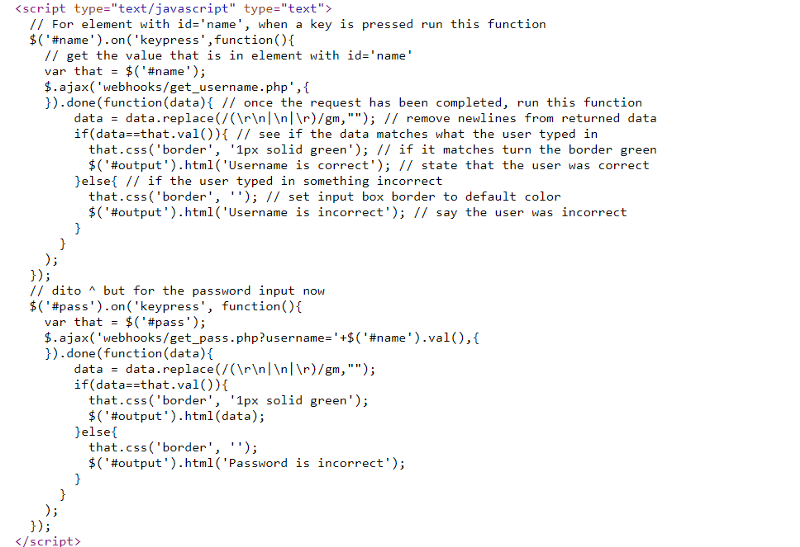 <script type="text/javascript" type="text">
// For element with id='name', when a key is pressed run this function
$('#name').on('keypress',function(){
// get the value that is in element with id='name'
var that = $('#name');
$.ajax('webhooks/get_username.php',{
}).done(function(data){ // once the request has been completed, run this function
data = data.replace(/(\r\n|\n|\r)/gm,""); // remove newlines from returned data
if(data==that.val()){ // see if the data matches what the user typed in
that.css('border', '1px solid green'); // if it matches turn the border green
$('#output').html('Username is correct'); // state that the user was correct
}else{ // if the user typed in something incorrect
that.css('border', ''); // set input box border to default color
$('#output').html('Username is incorrect'); // say the user was incorrect
}
}
);
});
// dito ^ but for the password input now
$('#pass').on('keypress', function(){
var that = $('#pass');
$.ajax('webhooks/get_pass.php?username='+$('#name').val(),{
}).done(function(data){
data = data.replace(/(\r\n|\n|\r)/gm,"");
if(data==that.val()){
that.css('border', '1px solid green');
$('#output').html(data);
}else{
that.css('border', '');
$('#output').html('Password is incorrect');
}
}
);
});
</script>